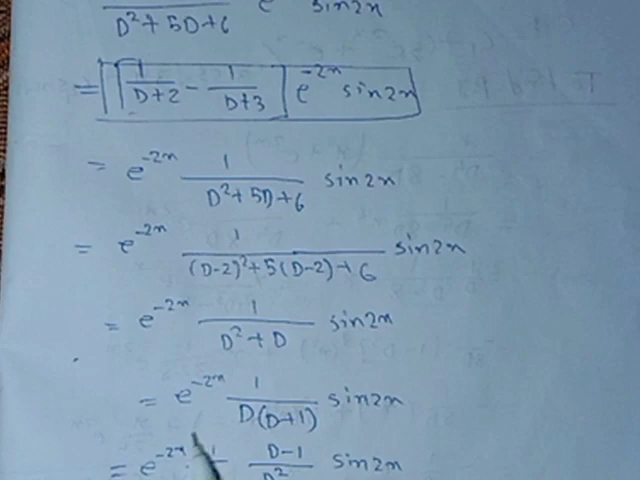 D²+5D+6 e sin2x
= [1/(D+2) - 1/(D+3)] e^-2x sin2x
= e^-2x 1/(D²+5D+6) sin2x
= e^-2x 1/((D-2)²+5(D-2)+6) sin2x
= e^-2x 1/(D²+D) sin2x
= e^-2x 1/(D(D+1)) sin2x
= e^-2x D-1 sin2x
D²